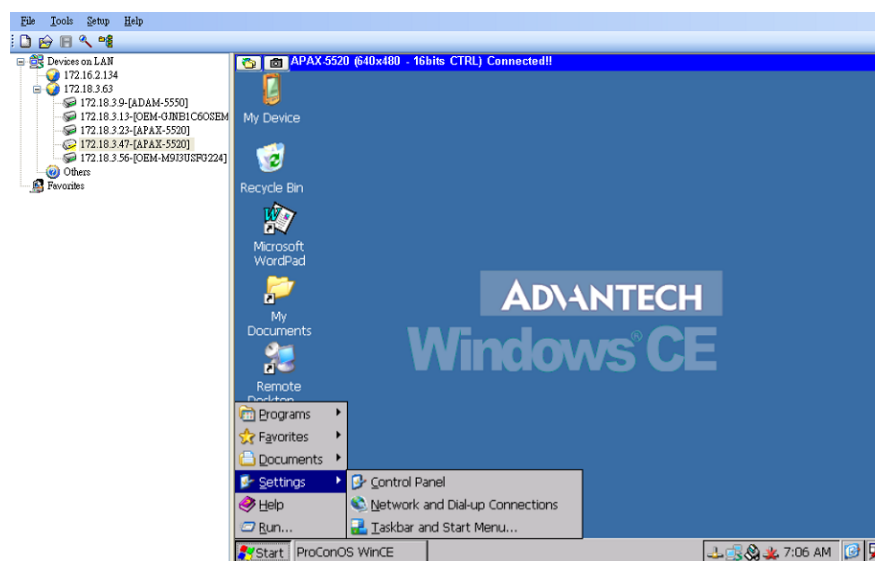 File Tools Setup Help
Devices on LAN
172.16.2.134
172.18.3.63
172.18.3.9-[ADAM-5550]
172.18.3.13-[OEM-GJNB1C6OSEM
172.18.3.23-[APAX-5520]
172.18.3.47-[APAX-5520]
172.18.3.56-[OEM-M9J3USFG224]
Others
Favorites
APAX-5520 (640x480 - 16bits CTRL) Connected!!
My Device
Recycle Bin
Microsoft
WordPad
My
Documents
Remote
Desktop
ADVANTECH
Windows® CE
Programs
Favorites
Documents
Settings
Help
Run...
Control Panel
Network and Dial-up Connections
Taskbar and Start Menu...
Start ProConOS WinCE 7:06 AM